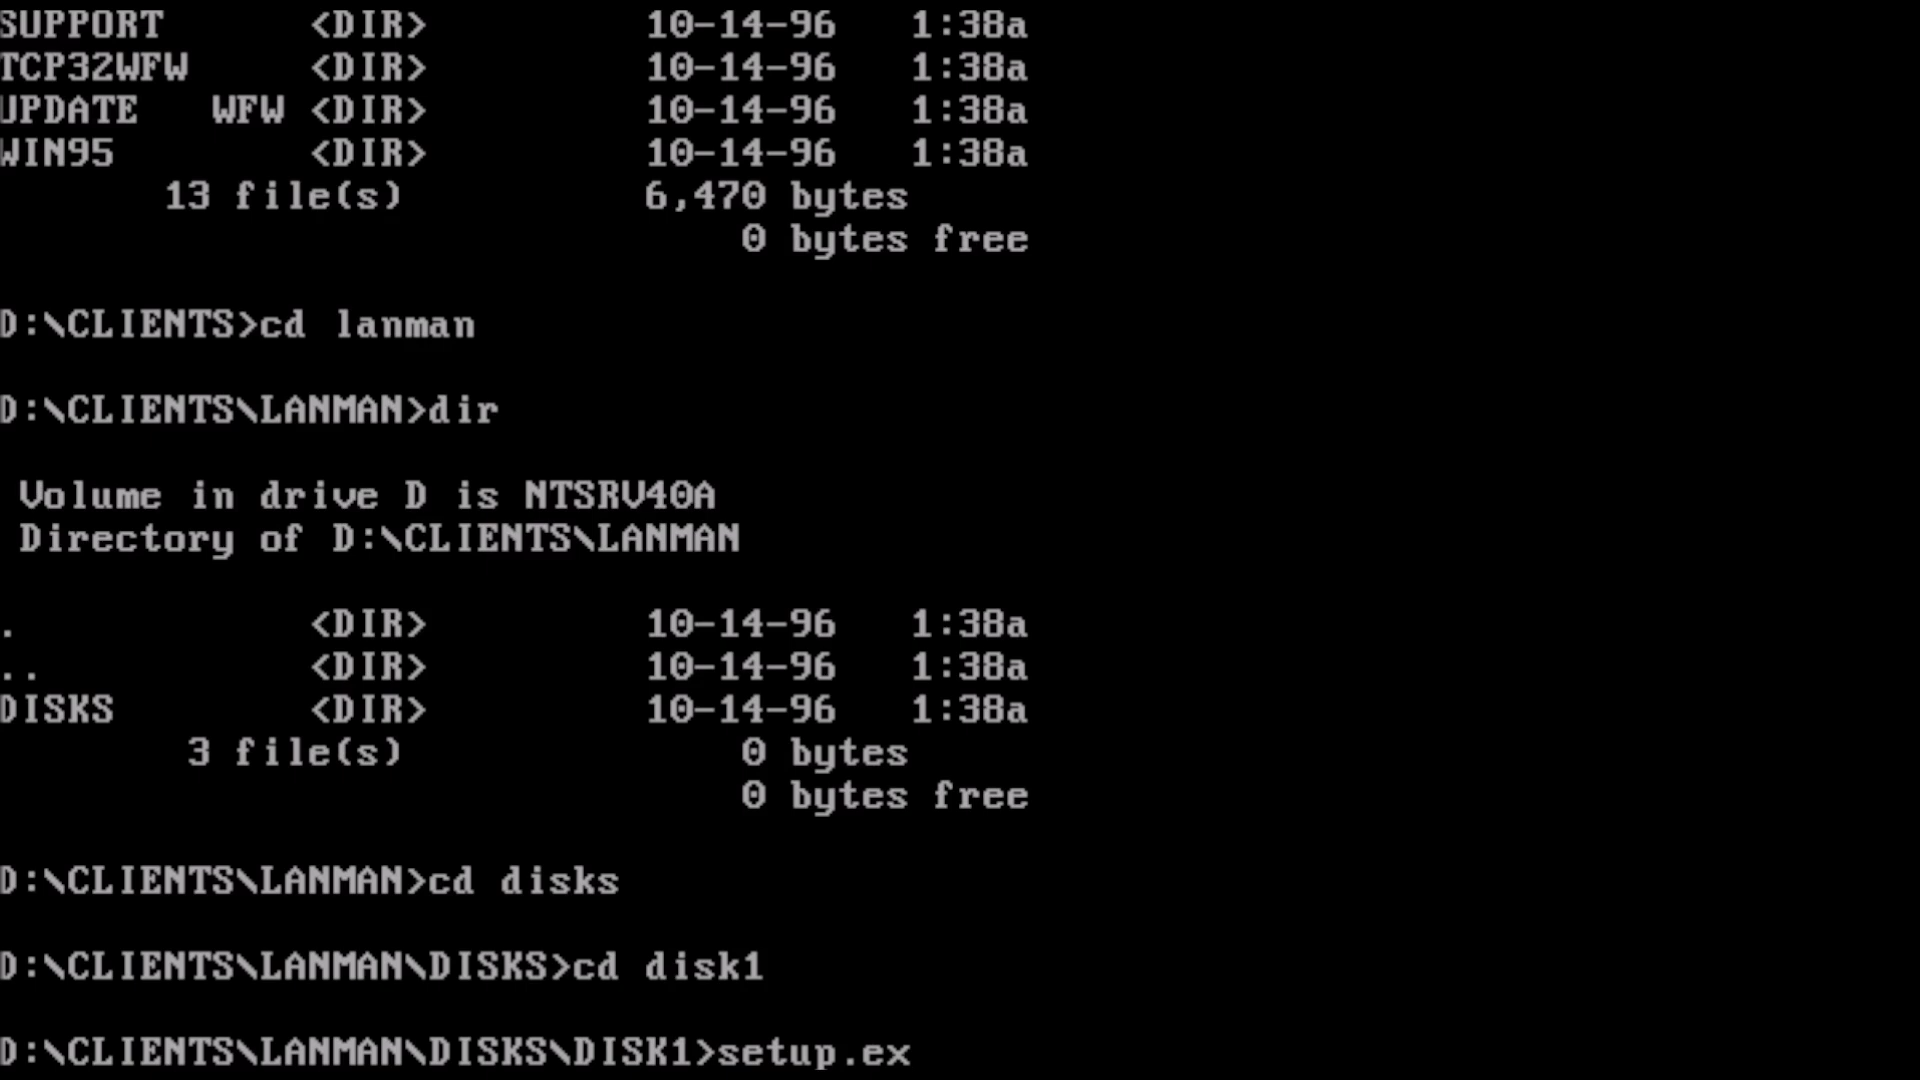 SUPPORT <DIR> 10-14-96 1:38a
TCP32WFW <DIR> 10-14-96 1:38a
UPDATE WFW <DIR> 10-14-96 1:38a
WIN95 <DIR> 10-14-96 1:38a
13 file(s) 6,470 bytes
0 bytes free
D:\CLIENTS>cd lanman
D:\CLIENTS\LANMAN>dir
Volume in drive D is NTSRV40A
Directory of D:\CLIENTS\LANMAN
. <DIR> 10-14-96 1:38a
.. <DIR> 10-14-96 1:38a
DISKS <DIR> 10-14-96 1:38a
3 file(s) 0 bytes
0 bytes free
D:\CLIENTS\LANMAN>cd disks
D:\CLIENTS\LANMAN\DISKS>cd disk1
D:\CLIENTS\LANMAN\DISKS\DISK1>setup.ex